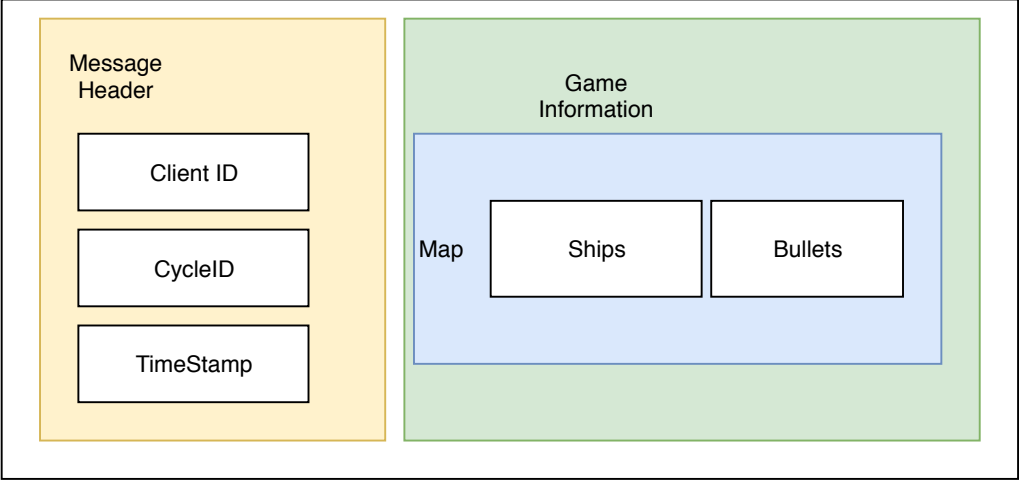 Message
Header
Client ID
CycleID
TimeStamp
Game
Information
Map
Ships
Bullets